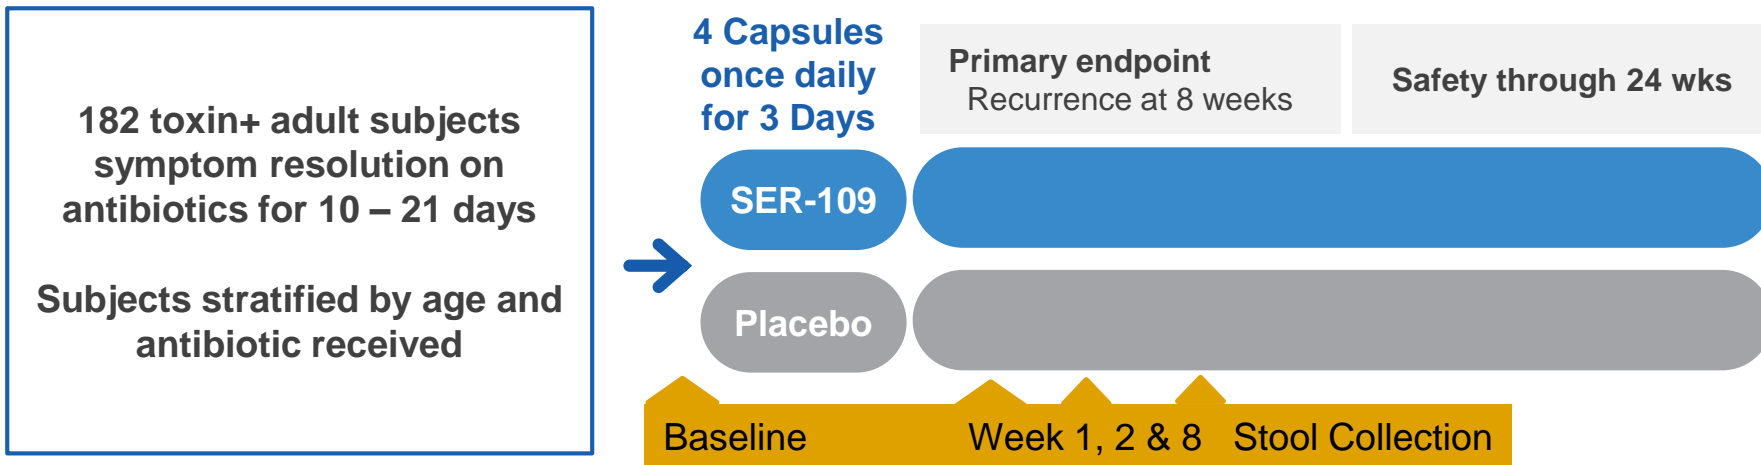 182 toxin+ adult subjects
symptom resolution on
antibiotics for 10 – 21 days
Subjects stratified by age and
antibiotic received
4 Capsules
once daily
for 3 Days
Primary endpoint
Recurrence at 8 weeks
Safety through 24 wks
SER-109
Placebo
Baseline
Week 1, 2 & 8
Stool Collection